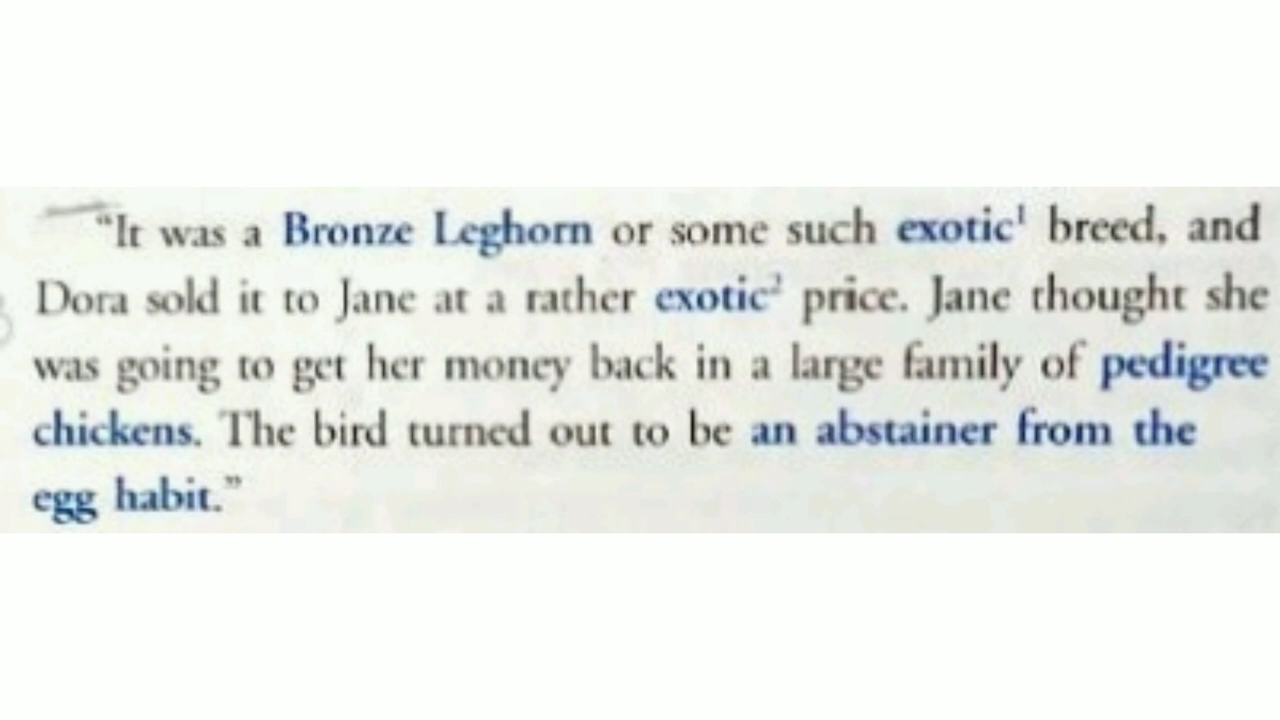 “It was a Bronze Leghorn or some such exotic¹ breed, and
Dora sold it to Jane at a rather exotic² price. Jane thought she
was going to get her money back in a large family of pedigree
chickens. The bird turned out to be an abstainer from the
egg habit.”